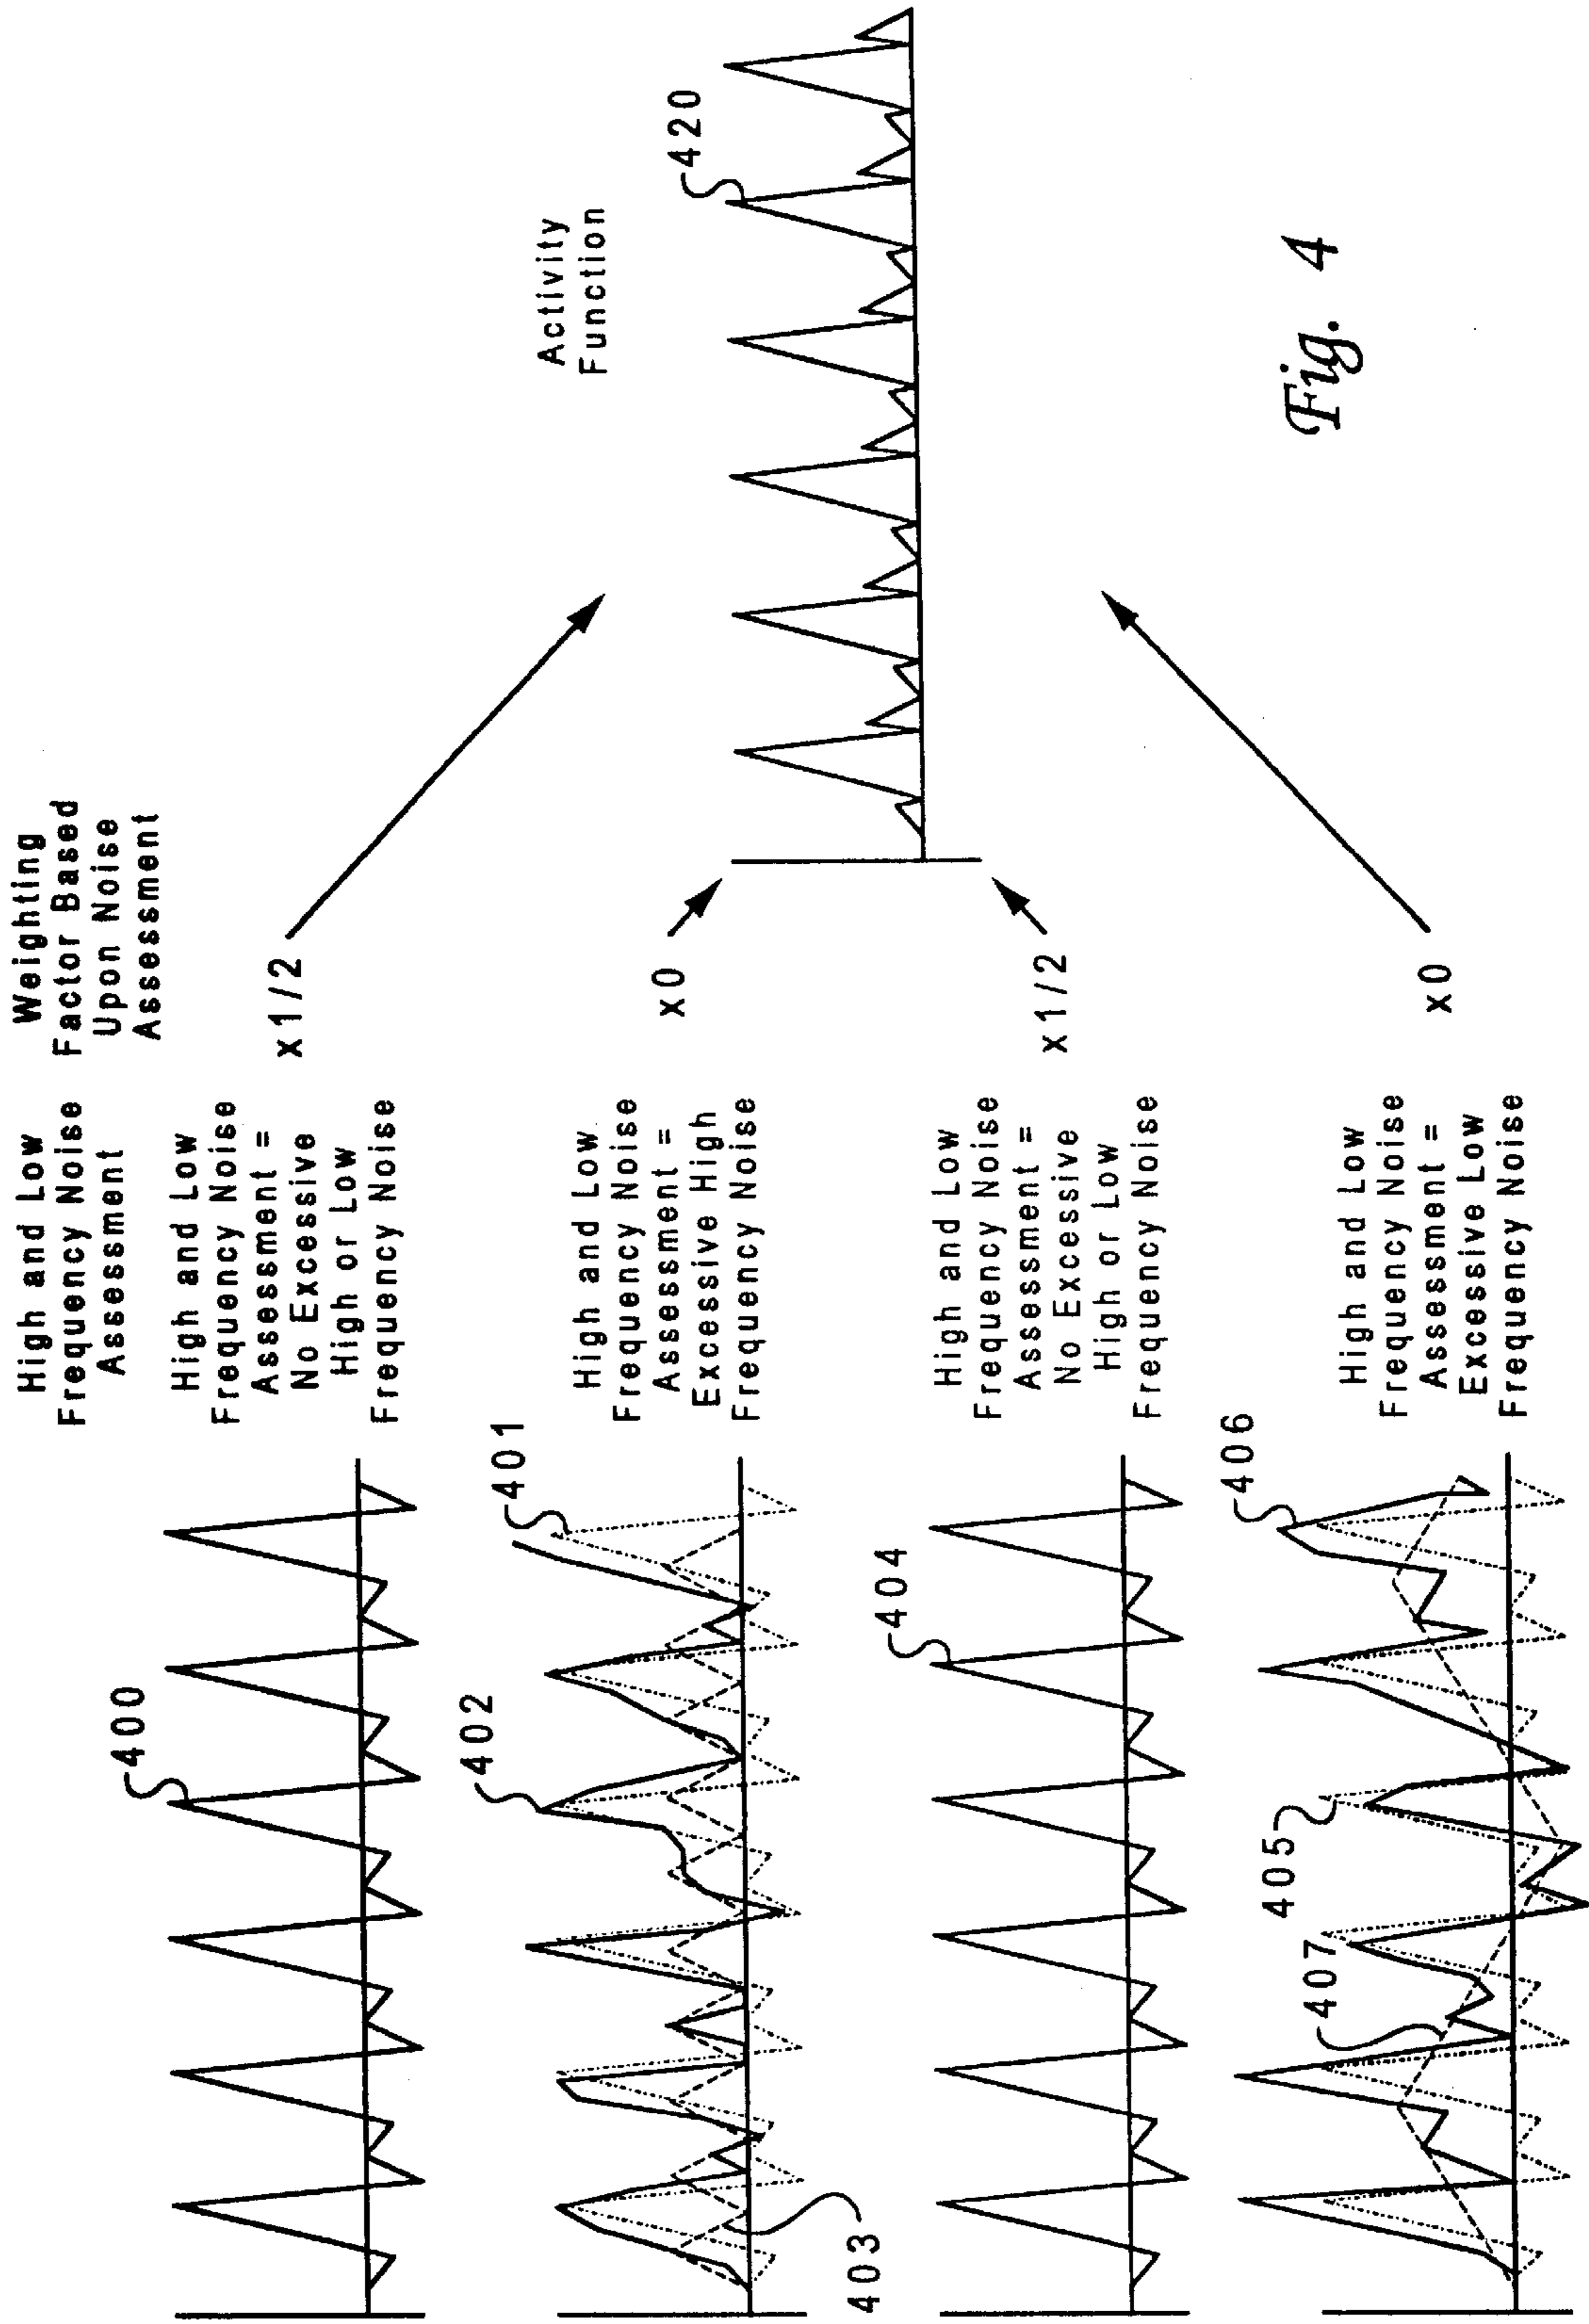 High and Low
Frequency Noise
Assessment
Weighting
Factor Based
Upon Noise
Assessment
400
High and Low
Frequency Noise
Assessment =
No Excessive
High or Low
Frequency Noise
x1/2
402
401
403
High and Low
Frequency Noise
Assessment =
Excessive High
Frequency Noise
x0
Activity
Function
420
404
High and Low
Frequency Noise
Assessment =
No Excessive
High or Low
Frequency Noise
x1/2
407
405
406
High and Low
Frequency Noise
Assessment =
Excessive Low
Frequency Noise
x0
Fig. 4